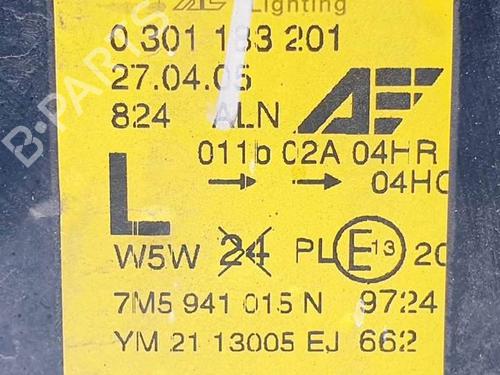 Lighting
0 301 183 201
27.04.05
824 ALN
011b 02A 04HR
04HC
L
W5W 24 PL E 13 20
7M5 941 015 N 9724
YM 21 13005 EJ 662
B-PARTS